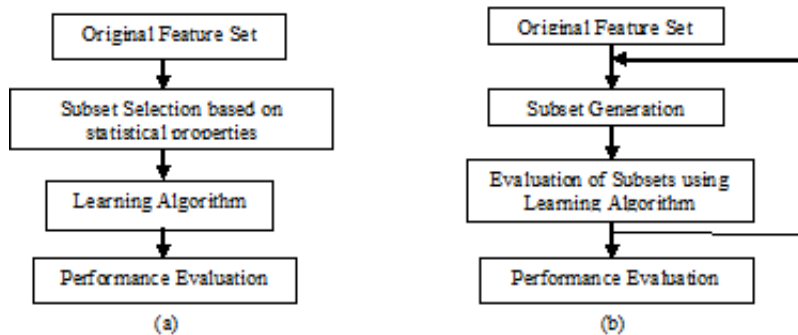 Original Feature Set
Subset Selection based on
statistical properties
Learning Algorithm
Performance Evaluation
(a)
Original Feature Set
Subset Generation
Evaluation of Subsets using
Learning Algorithm
Performance Evaluation
(b)